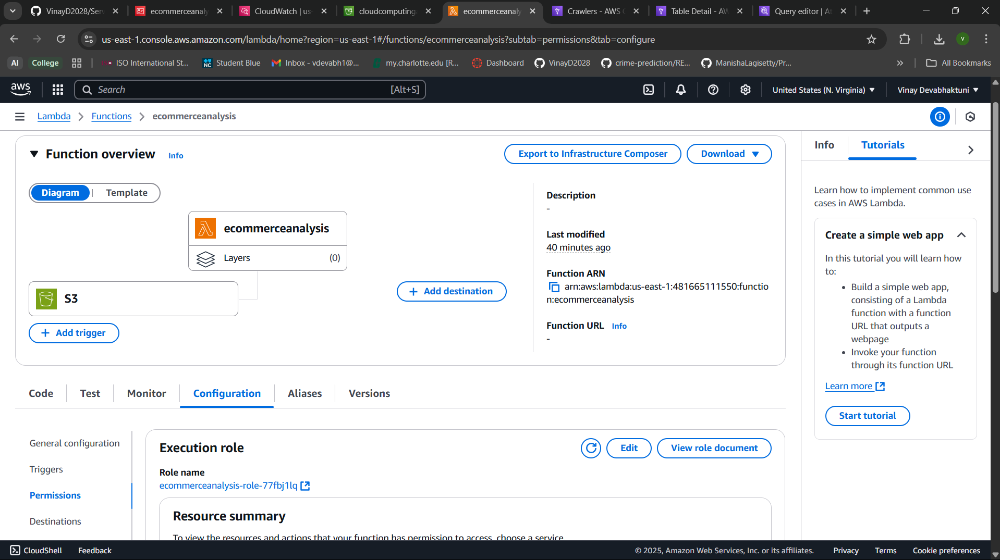 VinayD2028/Ser
ecommerceanaly
CloudWatch | us-
cloudcomputing
ecommerceanaly
Crawlers - AWS
Table Detail - AW
Query editor | At
us-east-1.console.aws.amazon.com/lambda/home?region=us-east-1#/functions/ecommerceanalysis?subtab=permissions&tab=configure
V
AI
College
ISO International St...
NC
Student Blue
Inbox - vdevabh1@...
my.charlotte.edu [R...
Dashboard
VinayD2028
crime-prediction/RE...
ManishaLagisetty/Pr...
All Bookmarks
aws
Search
[Alt+S]
United States (N. Virginia)
Vinay Devabhaktuni
Lambda
Functions
ecommerceanalysis
Function overview
Info
Export to Infrastructure Composer
Download
Diagram
Template
ecommerceanalysis
Layers
(0)
S3
+ Add trigger
+ Add destination
Description
-
Last modified
40 minutes ago
Function ARN
arn:aws:lambda:us-east-1:481665111550:functio
n:ecommerceanalysis
Function URL
Info
-
Code
Test
Monitor
Configuration
Aliases
Versions
General configuration
Triggers
Permissions
Destinations
Execution role
Edit
View role document
Role name
ecommerceanalysis-role-77fbj1lq
Resource summary
To view the resources and actions that your function has permission to access, choose a service.
Info
Tutorials
Learn how to implement common use
cases in AWS Lambda.
Create a simple web app
In this tutorial you will learn how
to:
• Build a simple web app,
consisting of a Lambda
function with a function
URL that outputs a
webpage
• Invoke your function
through its function URL
Learn more
Start tutorial
CloudShell
Feedback
© 2025, Amazon Web Services, Inc. or its affiliates.
Privacy
Terms
Cookie preferences